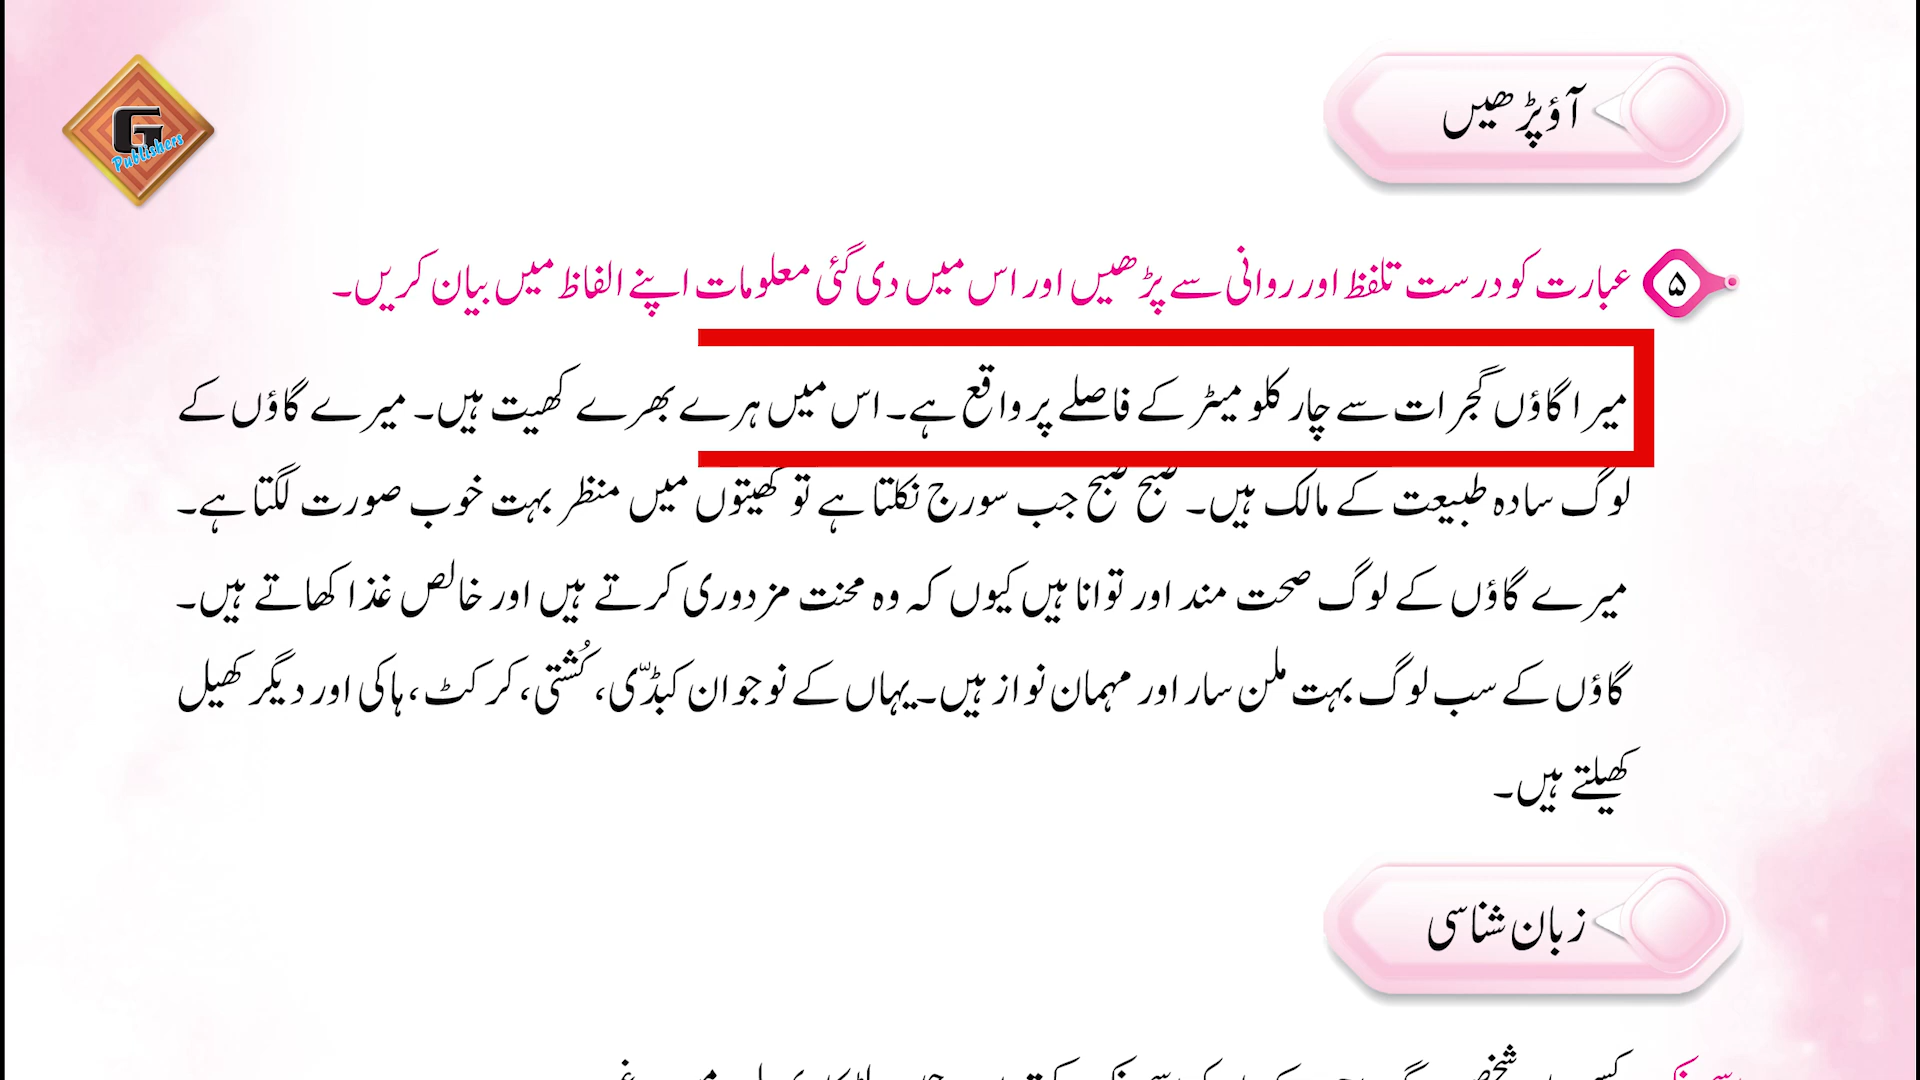 G
Publishers
آؤ پڑھیں
۵
عبارت کو درست تلفظ اور روانی سے پڑھیں اور اس میں دی گئی معلومات اپنے الفاظ میں بیان کریں۔
میرا گاؤں گجرات سے چار کلو میٹر کے فاصلے پر واقع ہے۔ اس میں ہرے بھرے کھیت ہیں۔ میرے گاؤں کے
لوگ سادہ طبیعت کے مالک ہیں۔ صبح صبح جب سورج نکلتا ہے تو کھیتوں میں منظر بہت خوب صورت لگتا ہے۔
میرے گاؤں کے لوگ صحت مند اور توانا ہیں کیوں کہ وہ محنت مزدوری کرتے ہیں اور خالص غذا کھاتے ہیں۔
گاؤں کے سب لوگ بہت ملن سار اور مہمان نواز ہیں۔ یہاں کے نوجوان کبڈّی، کُشتی، کرکٹ، ہاکی اور دیگر کھیل
کھیلتے ہیں۔
زبان شناسی